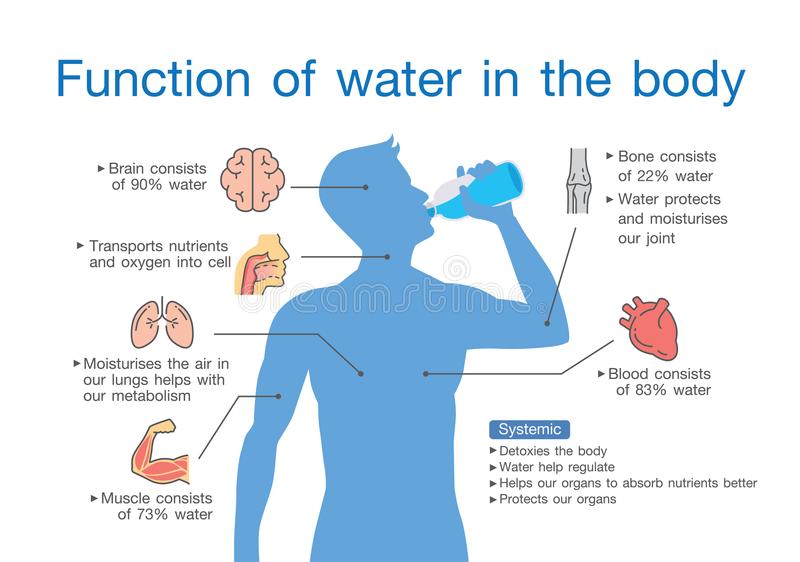 Function of water in the body
▸ Brain consists
of 90% water
▸ Transports nutrients
and oxygen into cell
▸ Moisturises the air in
our lungs helps with
our metabolism
▸ Muscle consists
of 73% water
▸ Bone consists
of 22% water
▸ Water protects
and moisturises
our joint
▸ Blood consists
of 83% water
Systemic
▸ Detoxies the body
▸ Water help regulate
▸ Helps our organs to absorb nutrients better
▸ Protects our organs
dreamstime